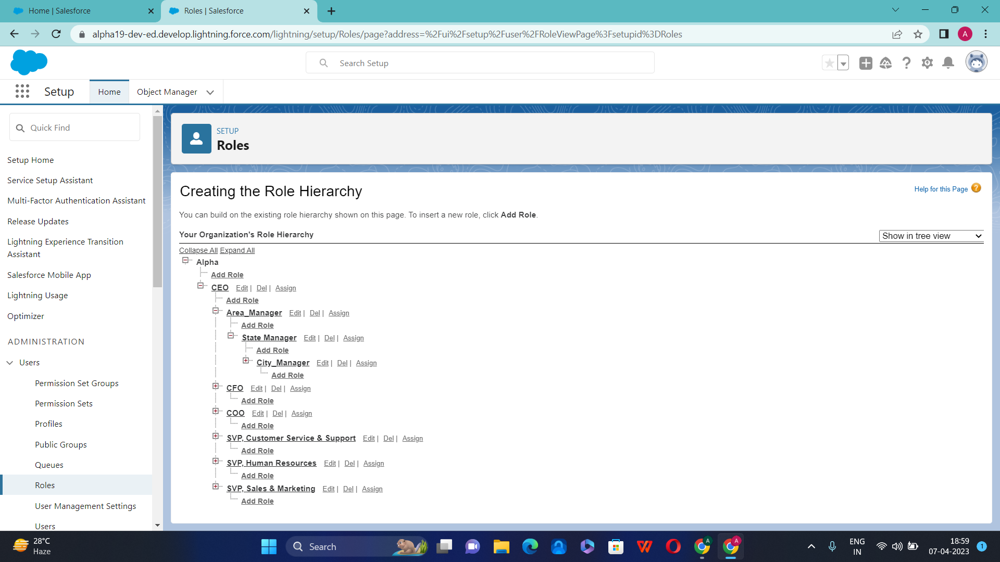 Home | Salesforce
Roles | Salesforce
alpha19-dev-ed.develop.lightning.force.com/lightning/setup/Roles/page?address=%2Fui%2Fsetup%2Fuser%2FRoleViewPage%3Fsetupid%3DRoles
A
Search Setup
Setup
Home
Object Manager
Quick Find
Setup Home
Service Setup Assistant
Multi-Factor Authentication Assistant
Release Updates
Lightning Experience Transition
Assistant
Salesforce Mobile App
Lightning Usage
Optimizer
ADMINISTRATION
Users
Permission Set Groups
Permission Sets
Profiles
Public Groups
Queues
Roles
User Management Settings
Users
SETUP
Roles
Creating the Role Hierarchy
Help for this Page ?
You can build on the existing role hierarchy shown on this page. To insert a new role, click Add Role.
Your Organization's Role Hierarchy
Show in tree view
Collapse All Expand All
Alpha
Add Role
CEO Edit | Del | Assign
Add Role
Area_Manager Edit | Del | Assign
Add Role
State Manager Edit | Del | Assign
Add Role
City_Manager Edit | Del | Assign
Add Role
CFO Edit | Del | Assign
Add Role
COO Edit | Del | Assign
Add Role
SVP, Customer Service & Support Edit | Del | Assign
Add Role
SVP, Human Resources Edit | Del | Assign
Add Role
SVP, Sales & Marketing Edit | Del | Assign
Add Role
28°C
Haze
Search
A
A
ENG
IN
18:59
07-04-2023
1